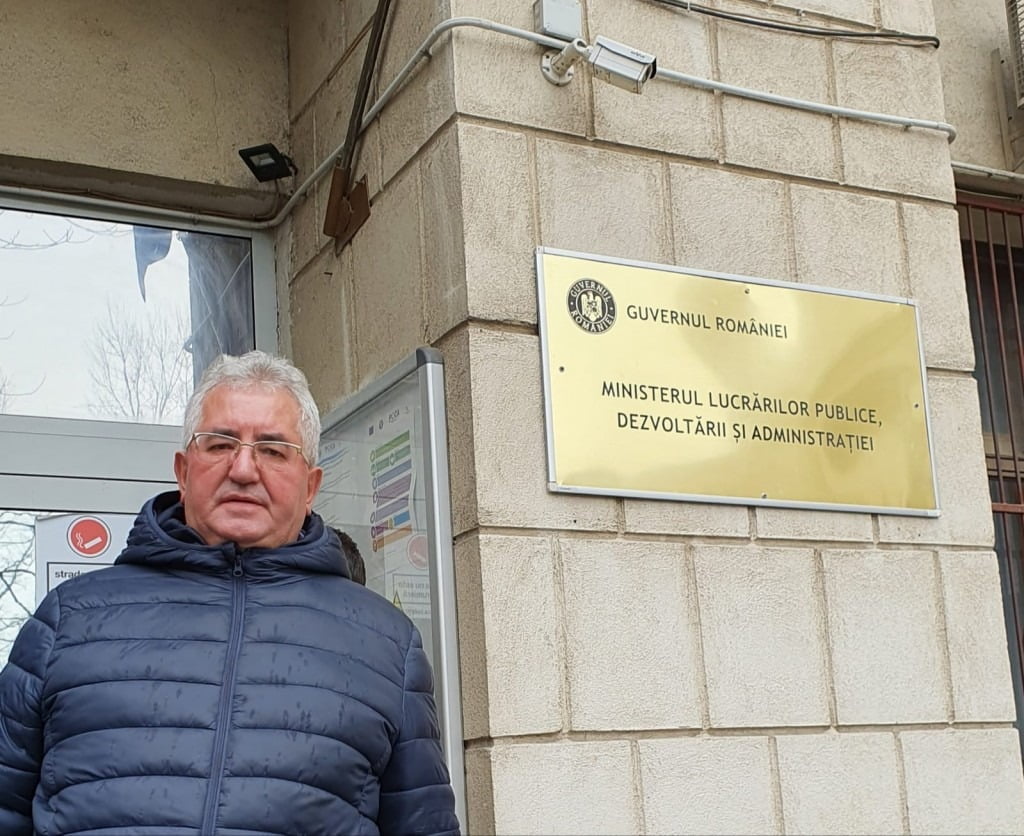 GUVERNUL
ROMÂNIEI
GUVERNUL ROMÂNIEI
MINISTERUL LUCRĂRILOR PUBLICE,
DEZVOLTĂRII ȘI ADMINISTRAȚIEI